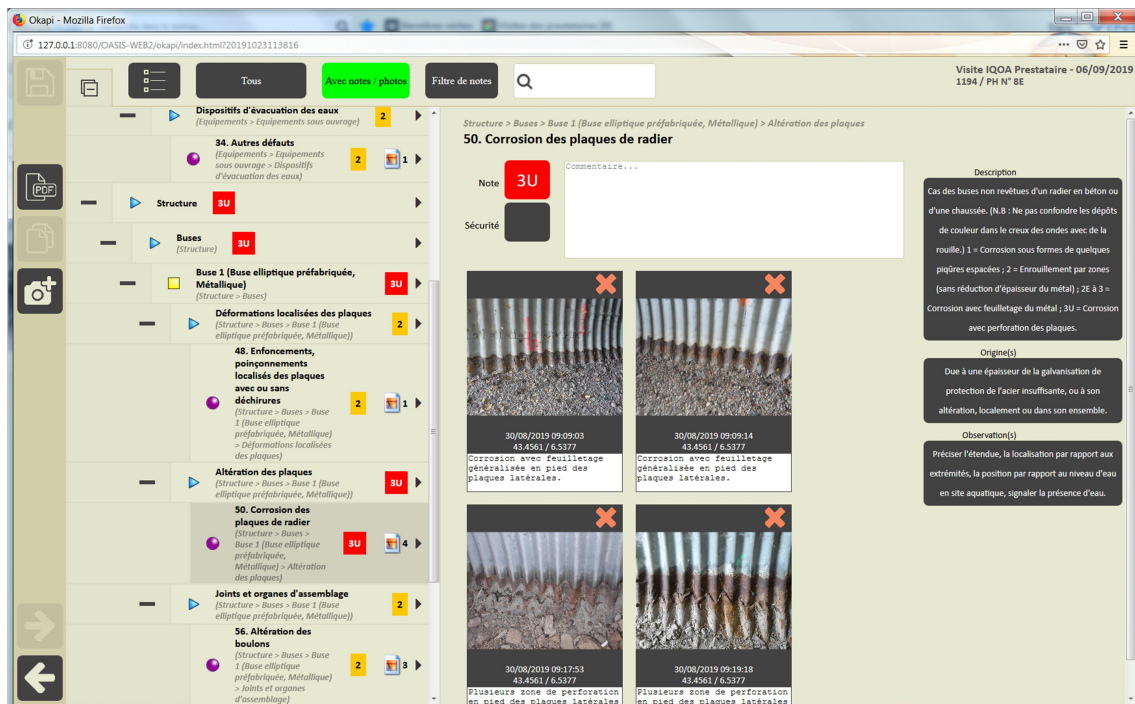 Okapi - Mozilla Firefox
127.0.0.1:8080/OASIS-WEB2/okapi/index.html?20191023113816
Tous
Avec notes / photos
Filtre de notes
Visite IQOA Prestataire - 06/09/2019
1194 / PH N° 8E
PDF
Dispositifs d'évacuation des eaux
(Equipements > Equipements sous ouvrage)
2
34. Autres défauts
(Equipements > Equipements
sous ouvrage > Dispositifs
d'évacuation des eaux)
2
1
Structure
3U
Buses
(Structure)
3U
Buse 1 (Buse elliptique préfabriquée,
Métallique)
(Structure > Buses)
3U
Déformations localisées des plaques
(Structure > Buses > Buse 1 (Buse
elliptique préfabriquée, Métallique))
2
48. Enfoncements,
poinçonnements
localisés des plaques
avec ou sans
déchirures
(Structure > Buses > Buse
1 (Buse elliptique
préfabriquée, Métallique)
> Déformations localisées
des plaques)
2
1
Altération des plaques
(Structure > Buses > Buse 1 (Buse
elliptique préfabriquée, Métallique))
3U
50. Corrosion des
plaques de radier
(Structure > Buses >
Buse 1 (Buse elliptique
préfabriquée,
Métallique) > Altération
des plaques)
3U
4
Joints et organes d'assemblage
(Structure > Buses > Buse 1 (Buse
elliptique préfabriquée, Métallique))
2
56. Altération des
boulons
(Structure > Buses > Buse
1 (Buse elliptique
préfabriquée, Métallique)
> Joints et organes
d'assemblage)
2
3
Structure > Buses > Buse 1 (Buse elliptique préfabriquée, Métallique) > Altération des plaques
50. Corrosion des plaques de radier
Note
3U
Commentaire...
Sécurité
30/08/2019 09:09:03
43.4561 / 6.5377
Corrosion avec feuilletage
généralisée en pied des
plaques latérales.
30/08/2019 09:09:14
43.4561 / 6.5377
Corrosion avec feuilletage
généralisée en pied des
plaques latérales.
30/08/2019 09:17:53
43.4561 / 6.5377
Plusieurs zone de perforation
en pied des plaques latérales
30/08/2019 09:19:18
43.4561 / 6.5377
Plusieurs zone de perforation
en pied des plaques latérales
Description
Cas des buses non revêtues d'un radier en béton ou
d'une chaussée. (N.B : Ne pas confondre les dépôts
de couleur dans le creux des ondes avec de la
rouille.) 1 = Corrosion sous formes de quelques
piqûres espacées ; 2 = Enrouillement par zones
(sans réduction d'épaisseur du métal) ; 2E à 3 =
Corrosion avec feuilletage du métal ; 3U = Corrosion
avec perforation des plaques.
Origine(s)
Due à une épaisseur de la galvanisation de
protection de l'acier insuffisante, ou à son
altération, localement ou dans son ensemble.
Observation(s)
Préciser l'étendue, la localisation par rapport aux
extrémités, la position par rapport au niveau d'eau
en site aquatique, signaler la présence d'eau.